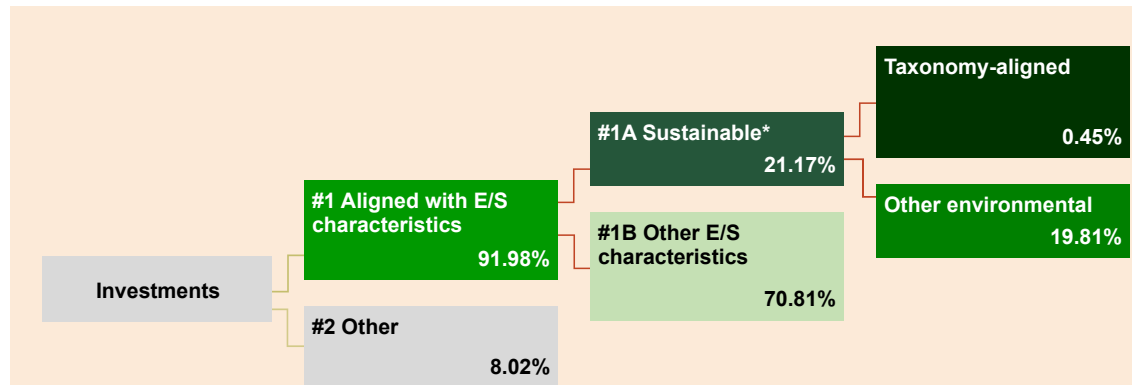 Investments
#1 Aligned with E/S
characteristics
91.98%
#2 Other
8.02%
#1A Sustainable*
21.17%
#1B Other E/S
characteristics
70.81%
Taxonomy-aligned
0.45%
Other environmental
19.81%